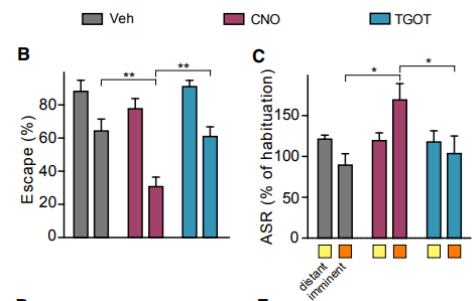 Veh CNO TGOT
B
**
**
Escape (%)
80
60
40
20
0
C
*
*
ASR (% of habituation)
150
100
50
0
distant
imminent